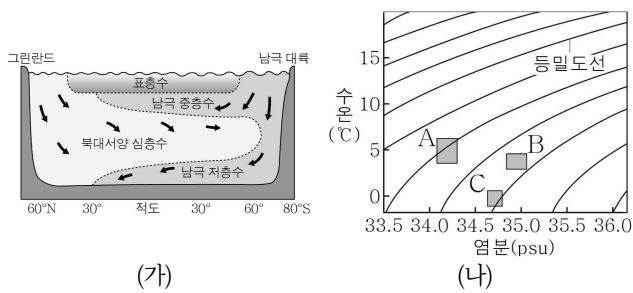 그린란드
남극 대륙
표층수
남극 중층수
북대서양 심층수
남극 저층수
60°N 30° 적도 30° 60° 80°S
(가)
15
10
5
0
수온
(℃)
등밀도선
A
B
C
33.5 34.0 34.5 35.0 35.5 36.0
염분(psu)
(나)